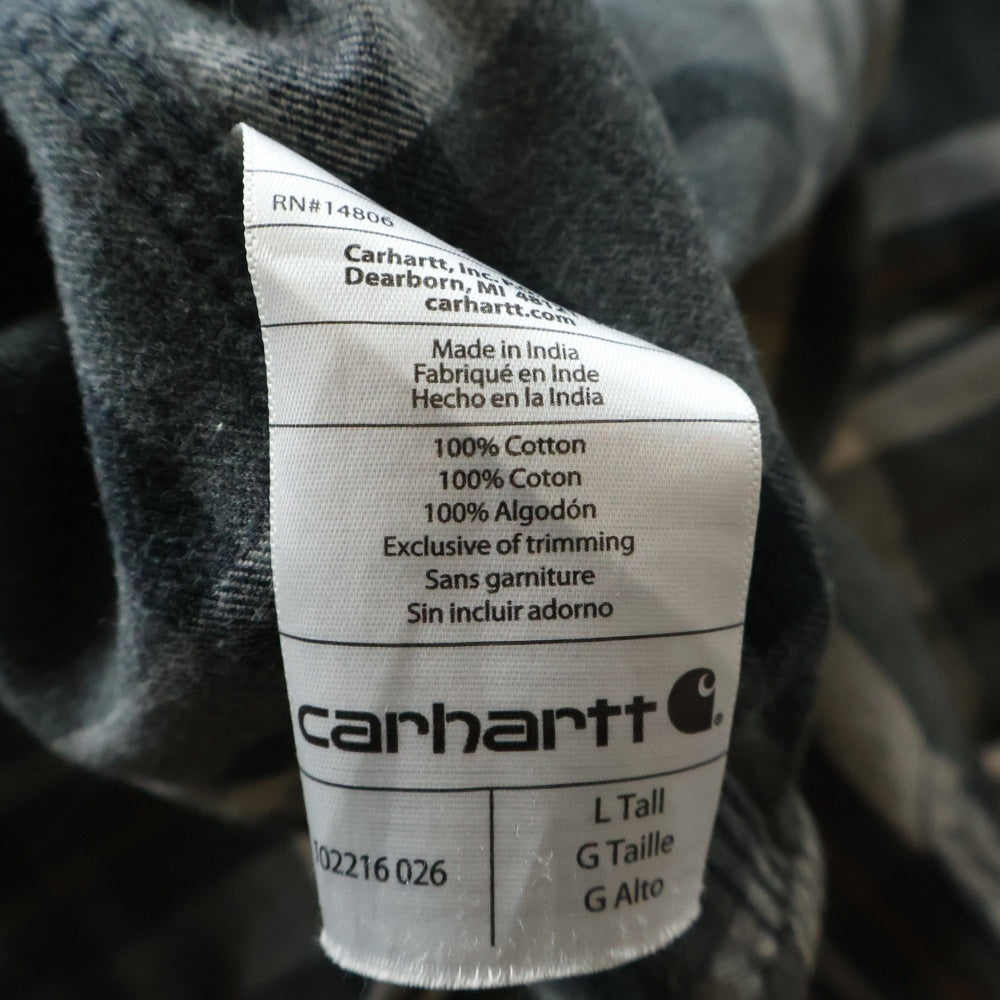 RN#14806
Carhartt, Inc.
Dearborn, MI
carhartt.com
Made in India
Fabriqué en Inde
Hecho en la India
100% Cotton
100% Coton
100% Algodón
Exclusive of trimming
Sans garniture
Sin incluir adorno
carhartt®
102216 026
L Tall
G Taille
G Alto